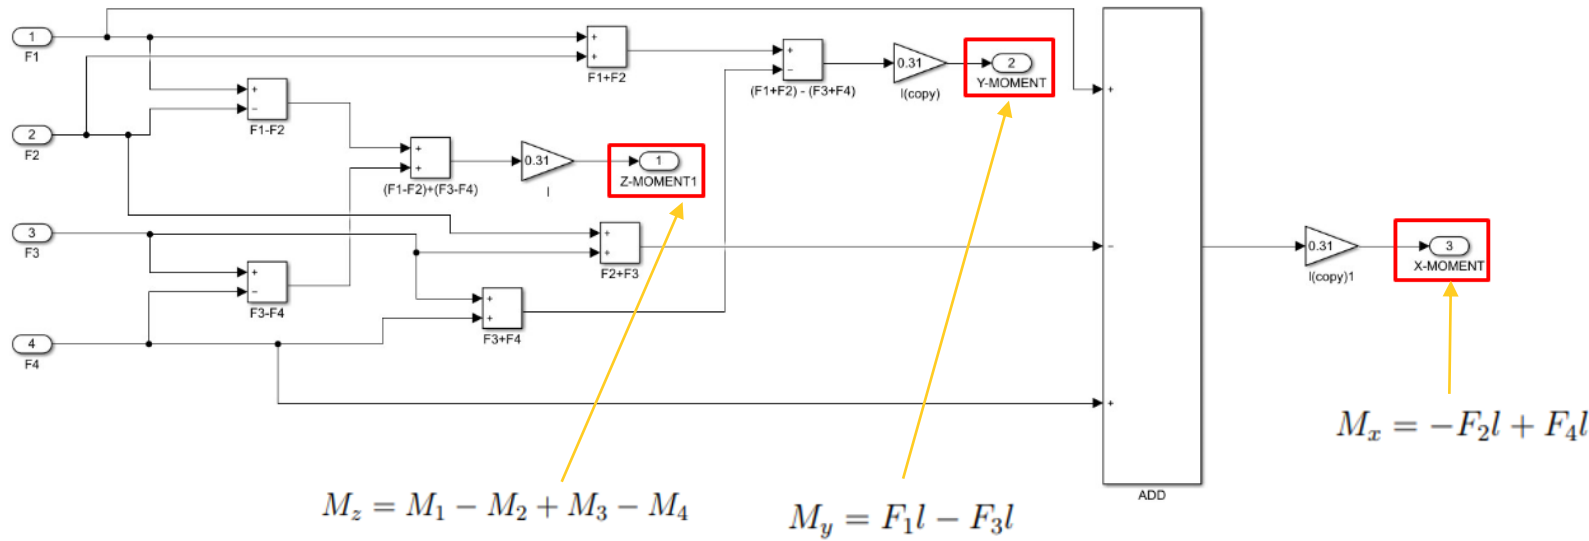 1
F1
2
F2
3
F3
4
F4
+
−
F1-F2
+
−
F3-F4
+
+
(F1-F2)+(F3-F4)
0.31
l
1
Z-MOMENT1
+
+
F1+F2
+
+
F2+F3
+
+
F3+F4
+
−
(F1+F2) - (F3+F4)
0.31
l(copy)
2
Y-MOMENT
+
−
+
ADD
0.31
l(copy)1
3
X-MOMENT
M_x = −F_2l + F_4l
M_z = M_1 − M_2 + M_3 − M_4
M_y = F_1l − F_3l